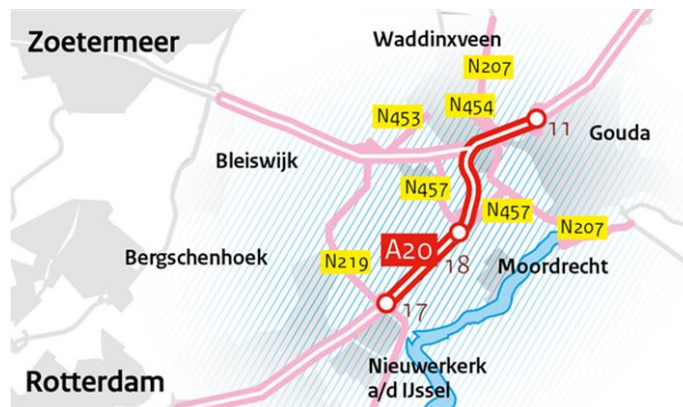 Zoetermeer
Waddinxveen
N207
N454
N453
11
Gouda
Bleiswijk
N457
N457
N207
A20
Bergschenhoek
N219
18
Moordrecht
17
Nieuwerkerk
a/d IJssel
Rotterdam